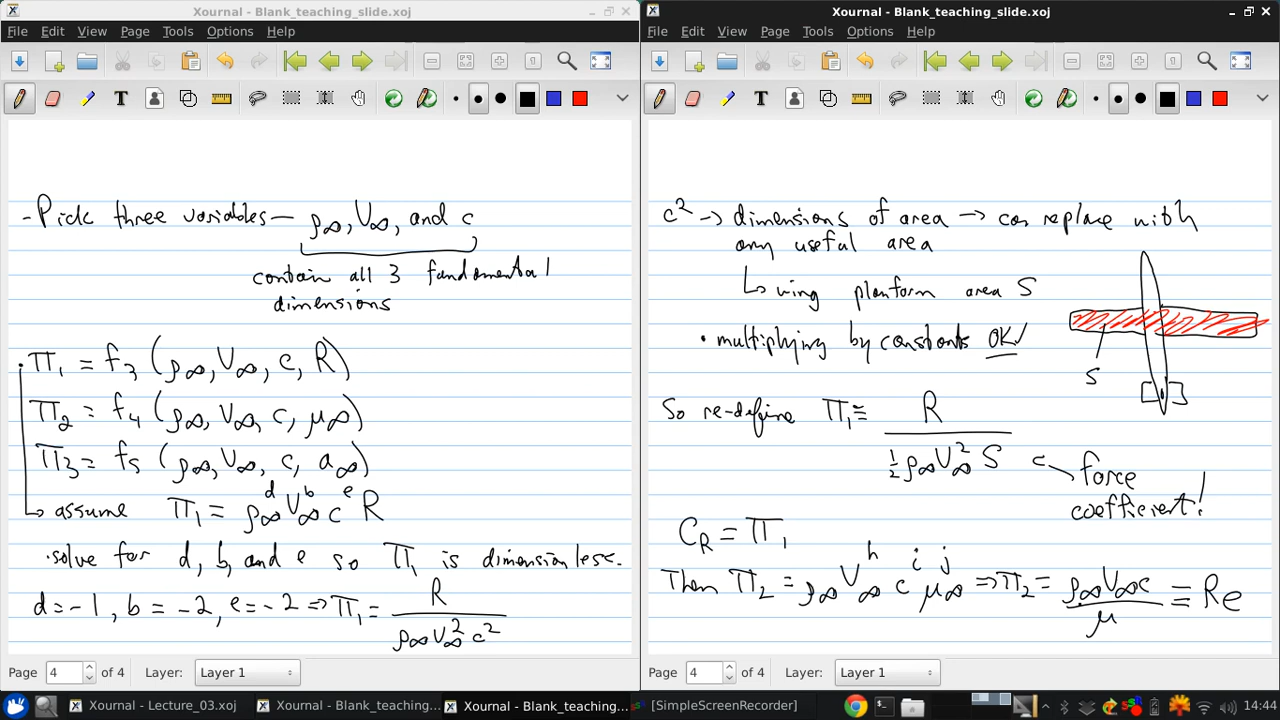 Xournal - Blank_teaching_slide.xoj
File Edit View Page Tools Options Help
- Pick three variables — ρ∞, V∞, and c
contain all 3 fundamental
dimensions
• Π₁ = f₃ (ρ∞, V∞, c, R)
Π₂ = f₄ (ρ∞, V∞, c, μ∞)
Π₃ = f₅ (ρ∞, V∞, c, a∞)
↳ assume Π₁ = ρ∞^d V∞^b c^e R
• solve for d, b, and e so Π₁ is dimensionless.
d = -1, b = -2, e = -2 ⇒ Π₁ = R / (ρ∞ V∞² c²)
Page 4 of 4 Layer: Layer 1
Xournal - Blank_teaching_slide.xoj
File Edit View Page Tools Options Help
c² → dimensions of area → can replace with
any useful area
↳ wing planform area S
• multiplying by constants OK✓
S
So re-define Π₁ ≡ R / (½ ρ∞ V∞² S)
force
coefficient!
C_R = Π₁
Then Π₂ = ρ∞ V∞^h c^i μ∞^j ⇒ Π₂ = ρ∞ V∞ c / μ ≡ Re
Page 4 of 4 Layer: Layer 1
Xournal - Lecture_03.xoj Xournal - Blank_teaching... Xournal - Blank_teaching... [SimpleScreenRecorder] 14:44